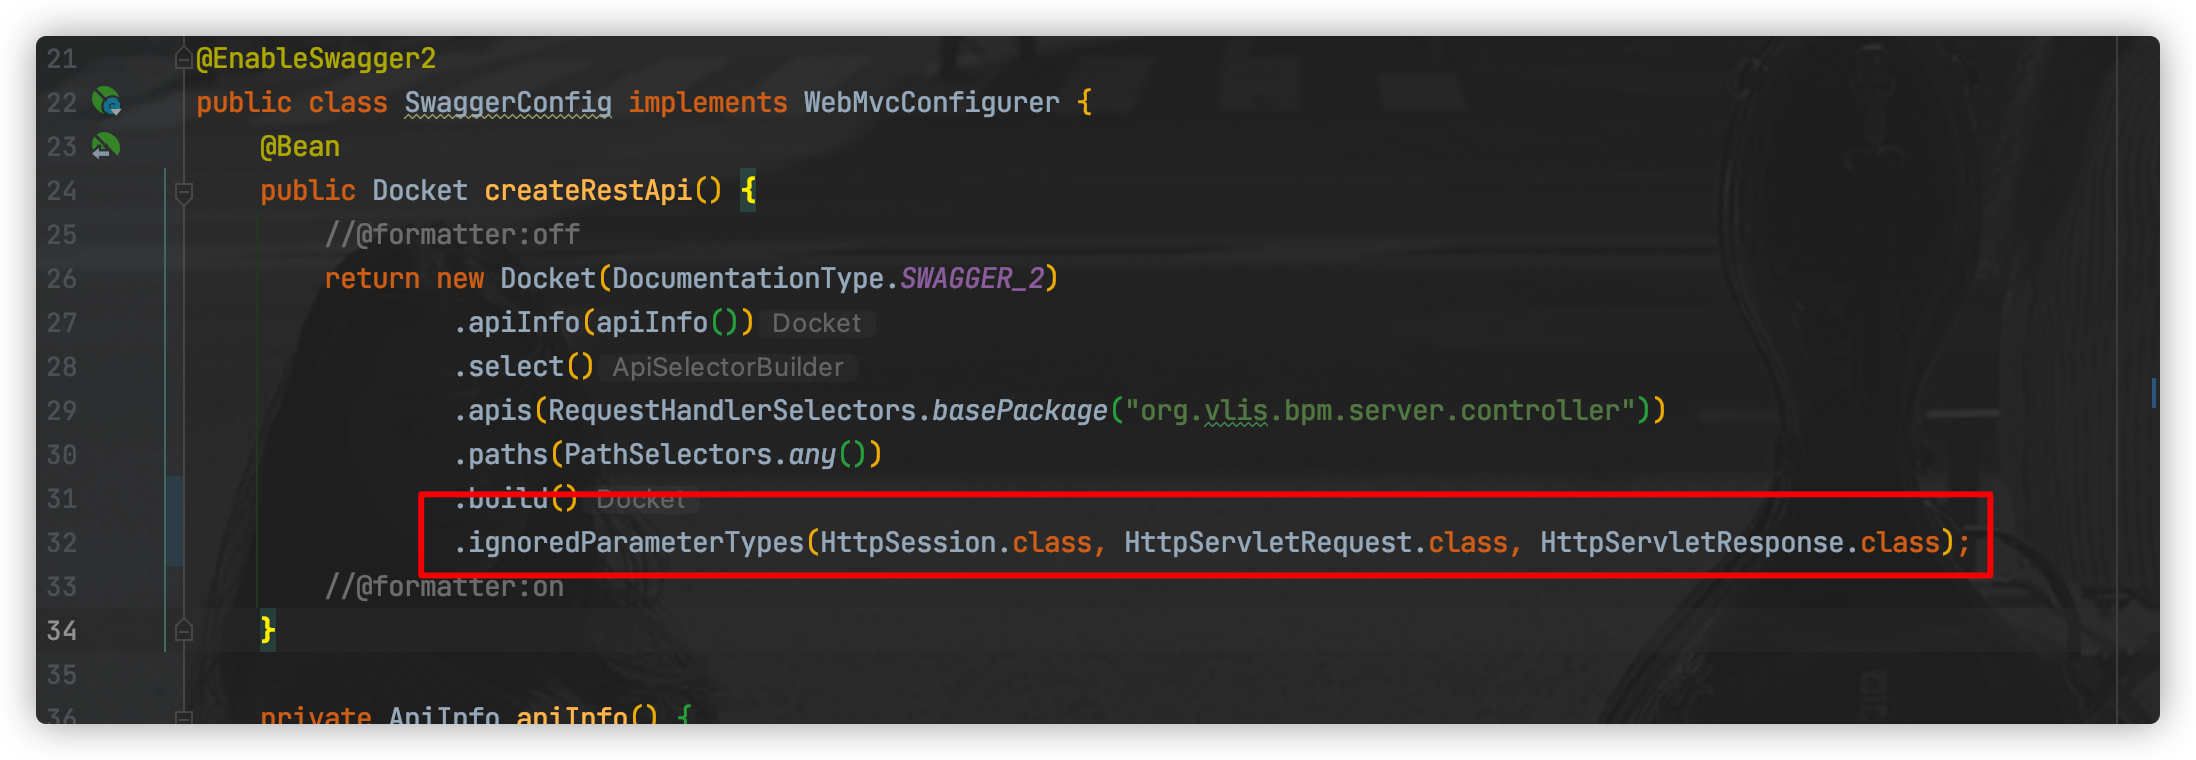 21 @EnableSwagger2
22 public class SwaggerConfig implements WebMvcConfigurer {
23 @Bean
24 public Docket createRestApi() {
25 //@formatter:off
26 return new Docket(DocumentationType.SWAGGER_2)
27 .apiInfo(apiInfo()) Docket
28 .select() ApiSelectorBuilder
29 .apis(RequestHandlerSelectors.basePackage("org.vlis.bpm.server.controller"))
30 .paths(PathSelectors.any())
31 .build() Docket
32 .ignoredParameterTypes(HttpSession.class, HttpServletRequest.class, HttpServletResponse.class);
33 //@formatter:on
34 }
35
36 private ApiInfo apiInfo() {